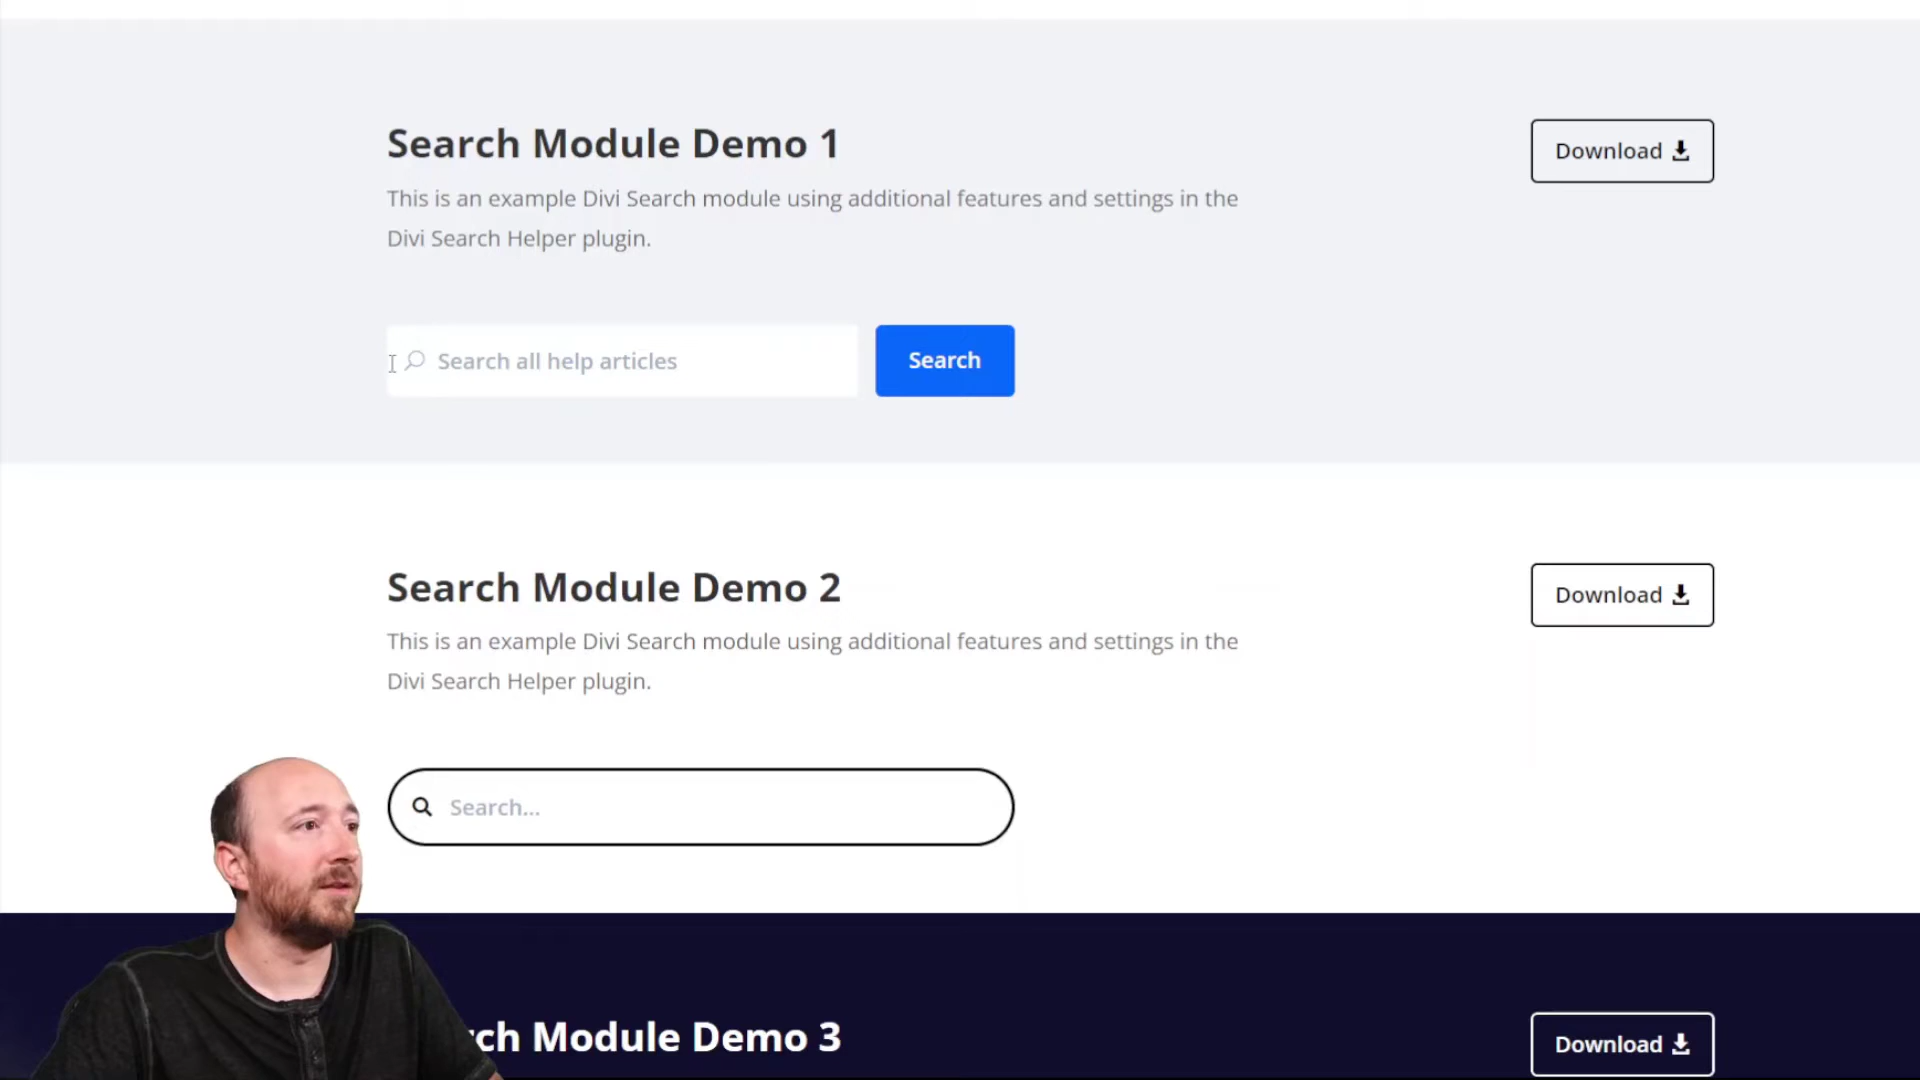 Search Module Demo 1
Download
This is an example Divi Search module using additional features and settings in the
Divi Search Helper plugin.
Search all help articles
Search
Search Module Demo 2
Download
This is an example Divi Search module using additional features and settings in the
Divi Search Helper plugin.
Search...
ch Module Demo 3
Download